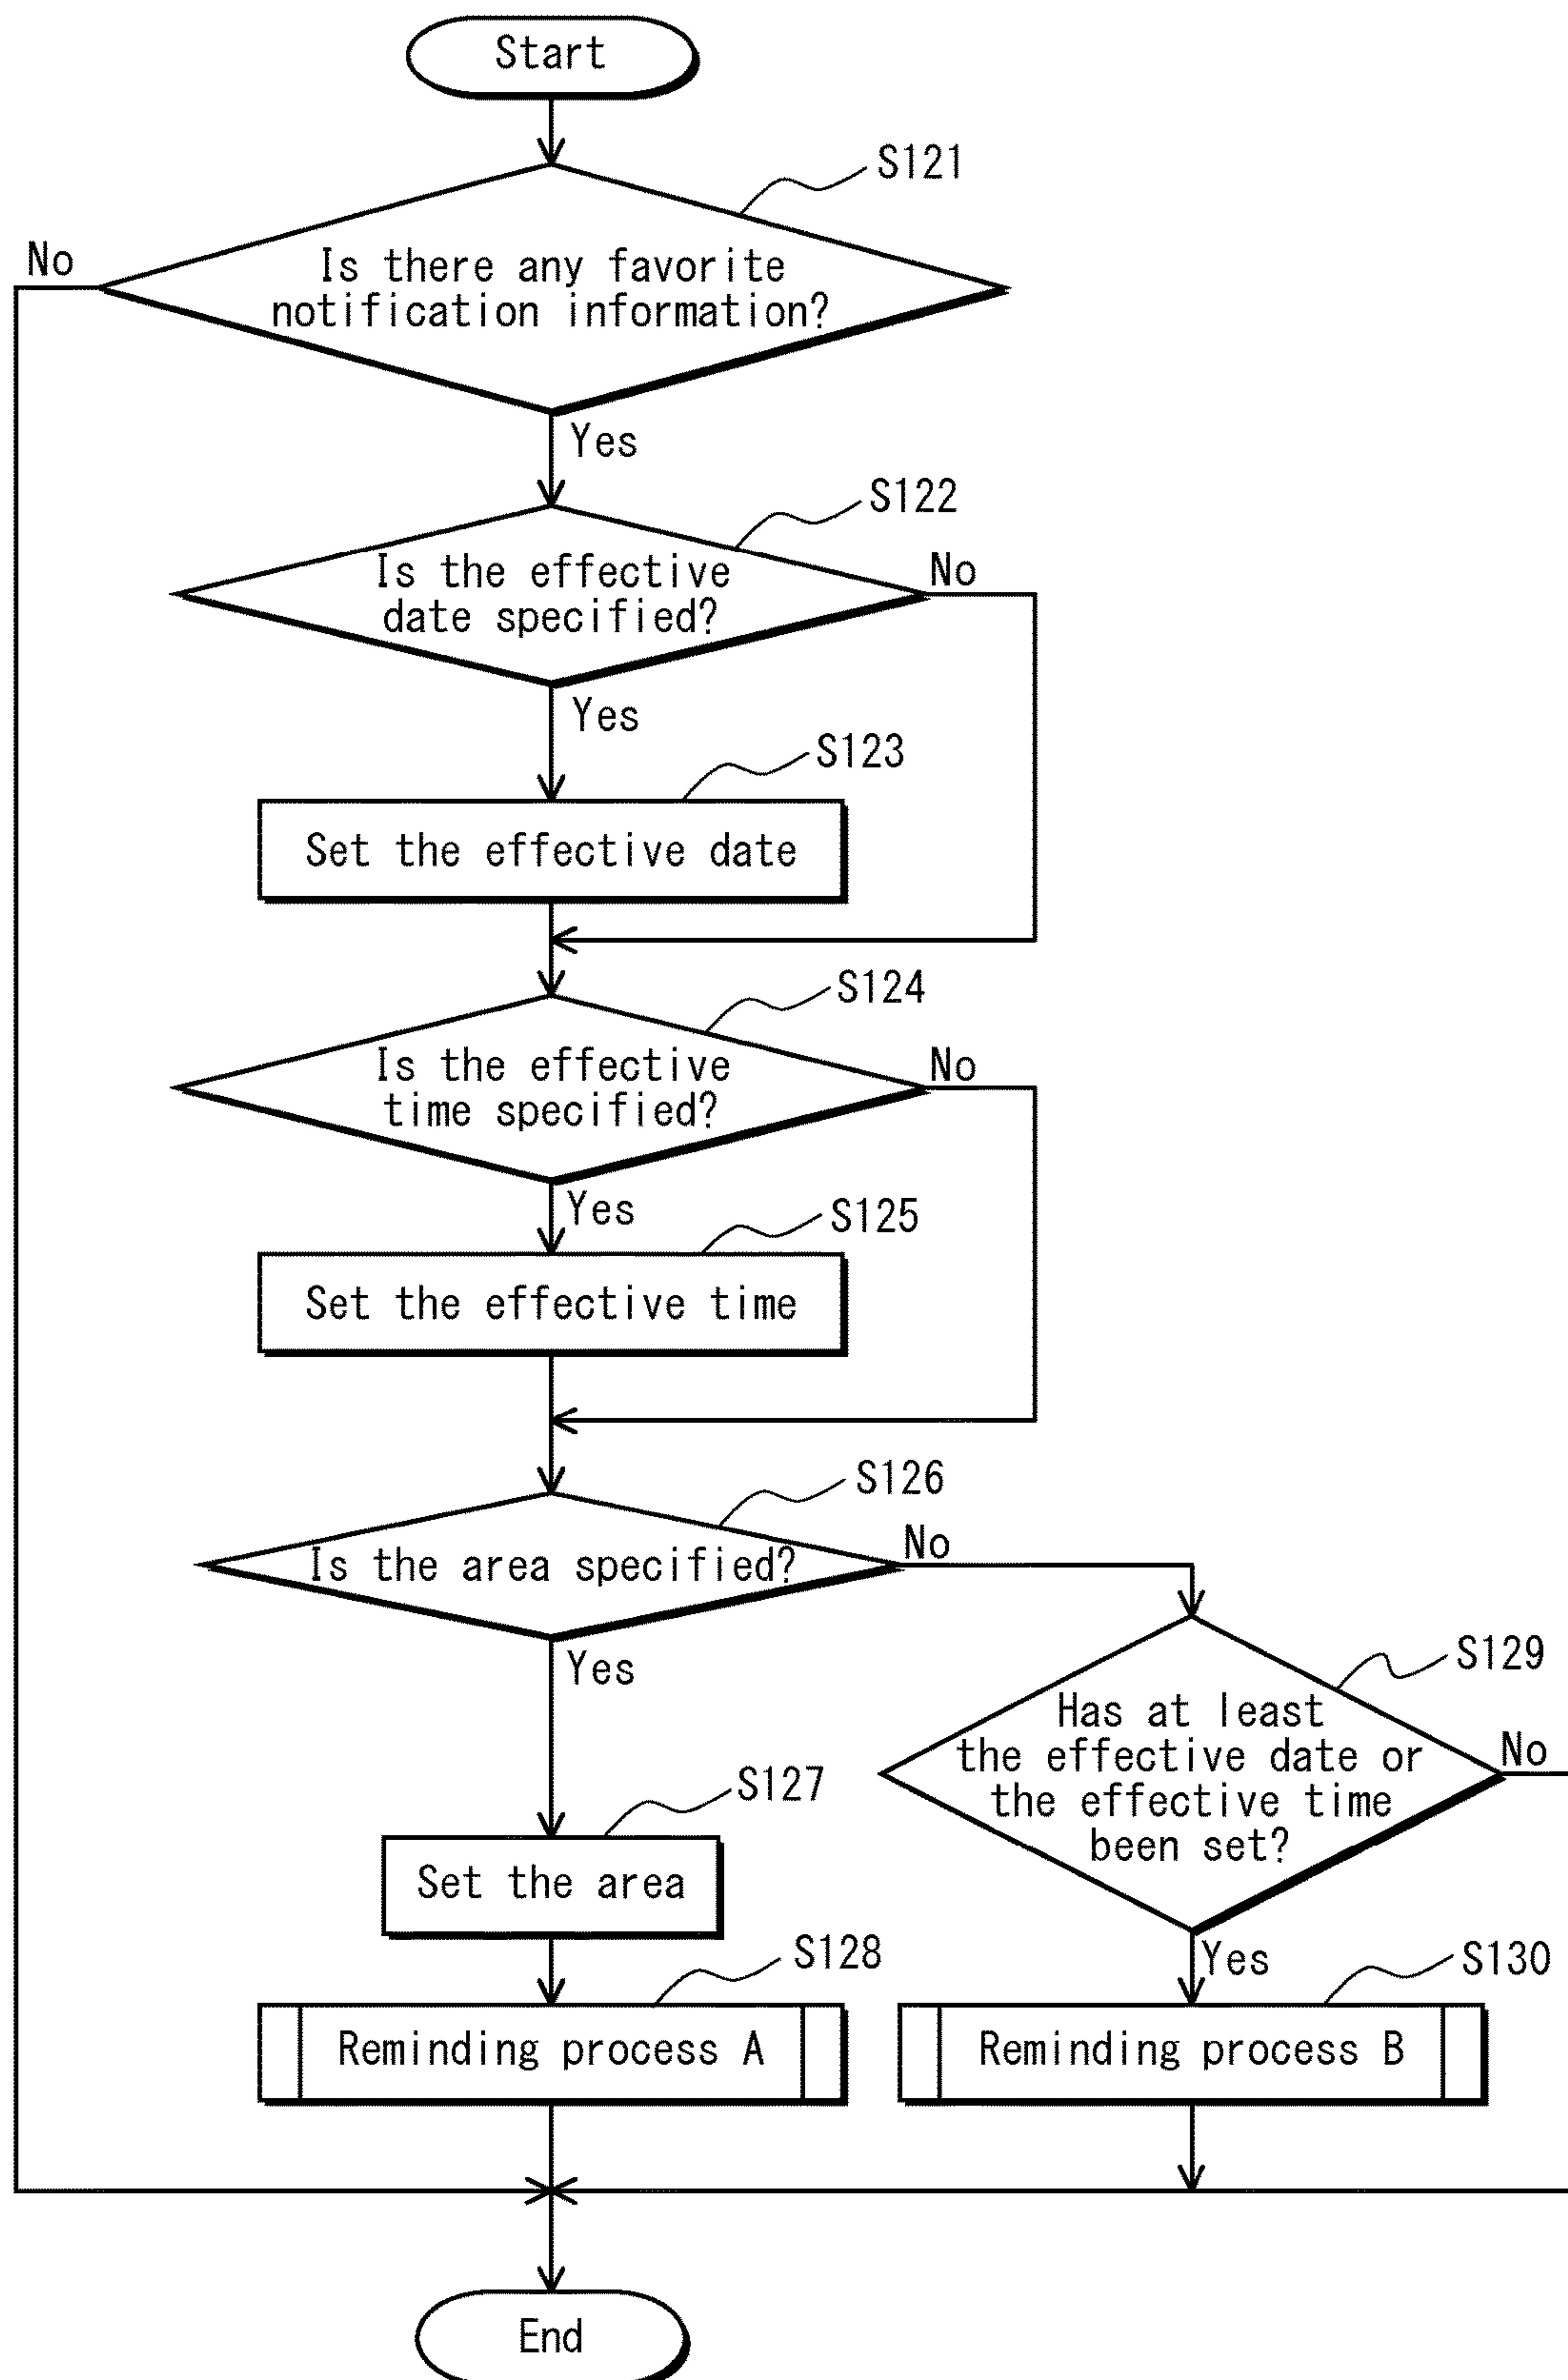 Start
S121
No
Is there any favorite
notification information?
Yes
S122
Is the effective
date specified?
No
Yes
S123
Set the effective date
S124
Is the effective
time specified?
No
Yes
S125
Set the effective time
S126
Is the area specified?
No
Yes
S129
Has at least
the effective date or
the effective time
been set?
No
S127
Set the area
S128
Yes
S130
Reminding process A
Reminding process B
End